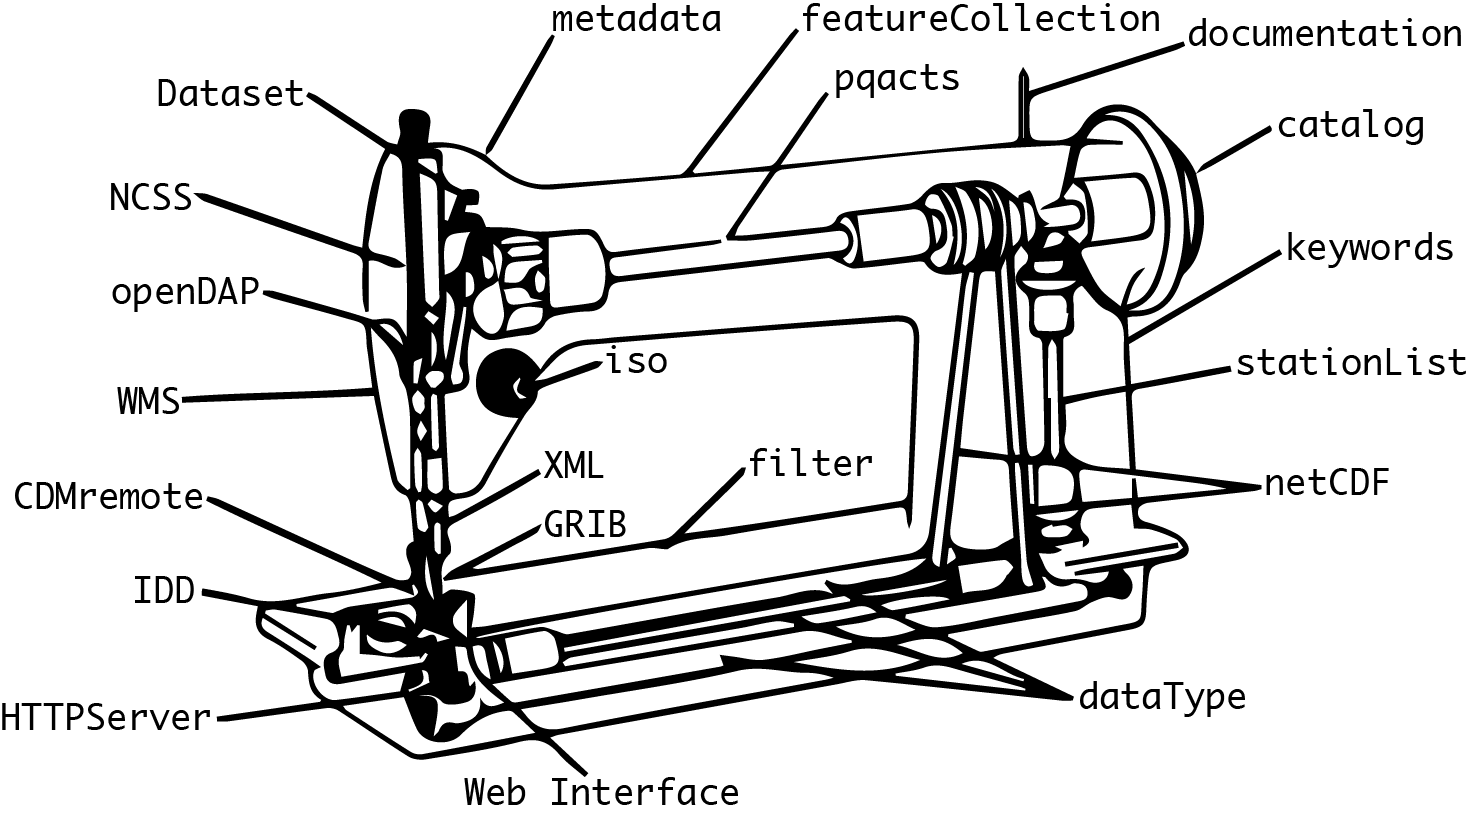 metadata
featureCollection
documentation
Dataset
pqacts
catalog
NCSS
keywords
openDAP
iso
stationList
WMS
XML
filter
netCDF
CDMremote
GRIB
IDD
dataType
HTTPServer
Web Interface